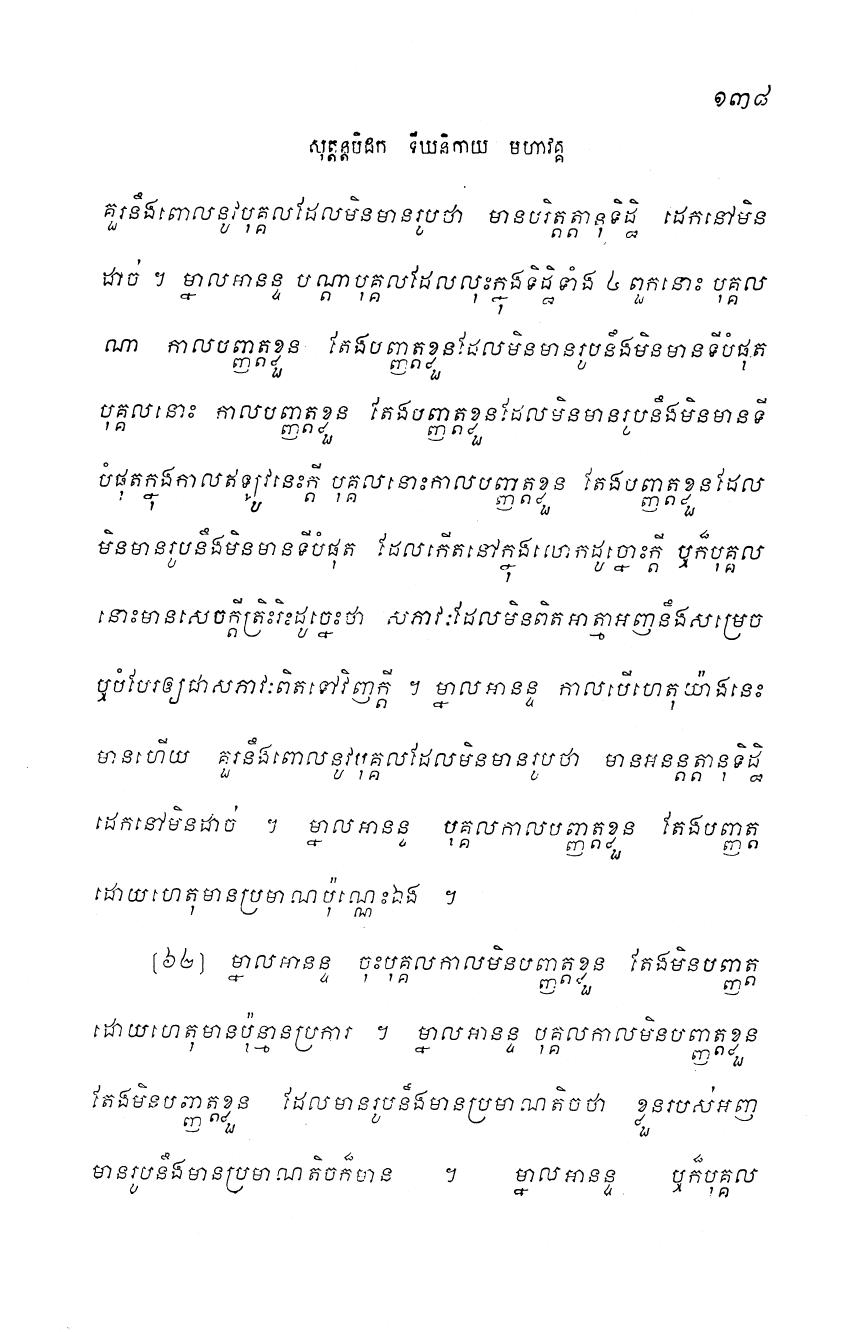 ១៣៨
សុត្តន្តបិដក ទីឃនិកាយ មហាវគ្គ
គួរនឹងពោលនូវបុគ្គលដែលមិនមានរូបថា មានបរិត្តត្តានុទិដ្ឋិ ដេកនៅមិន
ដាច់ ។ ម្នាលអានន្ទ បណ្តាបុគ្គលដែលលុះក្នុងទិដ្ឋិទាំង ៤ ពួកនោះ បុគ្គល
ណា កាលបញ្ញត្តខ្លួន តែងបញ្ញត្តខ្លួនដែលមិនមានរូបនឹងមិនមានទីបំផុត
បុគ្គលនោះ កាលបញ្ញត្តខ្លួន តែងបញ្ញត្តខ្លួនដែលមិនមានរូបនឹងមិនមានទី
បំផុតក្នុងកាលឥឡូវនេះក្តី បុគ្គលនោះកាលបញ្ញត្តខ្លួន តែងបញ្ញត្តខ្លួនដែល
មិនមានរូបនឹងមិនមានទីបំផុត ដែលកើតនៅក្នុងលោកដូច្នោះក្តី ឬក៏បុគ្គល
នោះមានសេចក្តីត្រិះរិះដូច្នេះថា សភាវៈដែលមិនពិតអាត្មាអញនឹងសម្រេច
ឬបំបែរឲ្យជាសភាវៈពិតទៅវិញក្តី ។ ម្នាលអានន្ទ កាលបើហេតុយ៉ាងនេះ
មានហើយ គួរនឹងពោលនូវបុគ្គលដែលមិនមានរូបថា មានអនន្តត្តានុទិដ្ឋិ
ដេកនៅមិនដាច់ ។ ម្នាលអានន្ទ បុគ្គលកាលបញ្ញត្តខ្លួន តែងបញ្ញត្ត
ដោយហេតុមានប្រមាណប៉ុណ្ណេះឯង ។
[៦២] ម្នាលអានន្ទ ចុះបុគ្គលកាលមិនបញ្ញត្តខ្លួន តែងមិនបញ្ញត្ត
ដោយហេតុមានប៉ុន្មានប្រការ ។ ម្នាលអានន្ទ បុគ្គលកាលមិនបញ្ញត្តខ្លួន
តែងមិនបញ្ញត្តខ្លួន ដែលមានរូបនឹងមានប្រមាណតិចថា ខ្លួនរបស់អញ
មានរូបនឹងមានប្រមាណតិចក៏មាន ។ ម្នាលអានន្ទ ឬក៏បុគ្គល